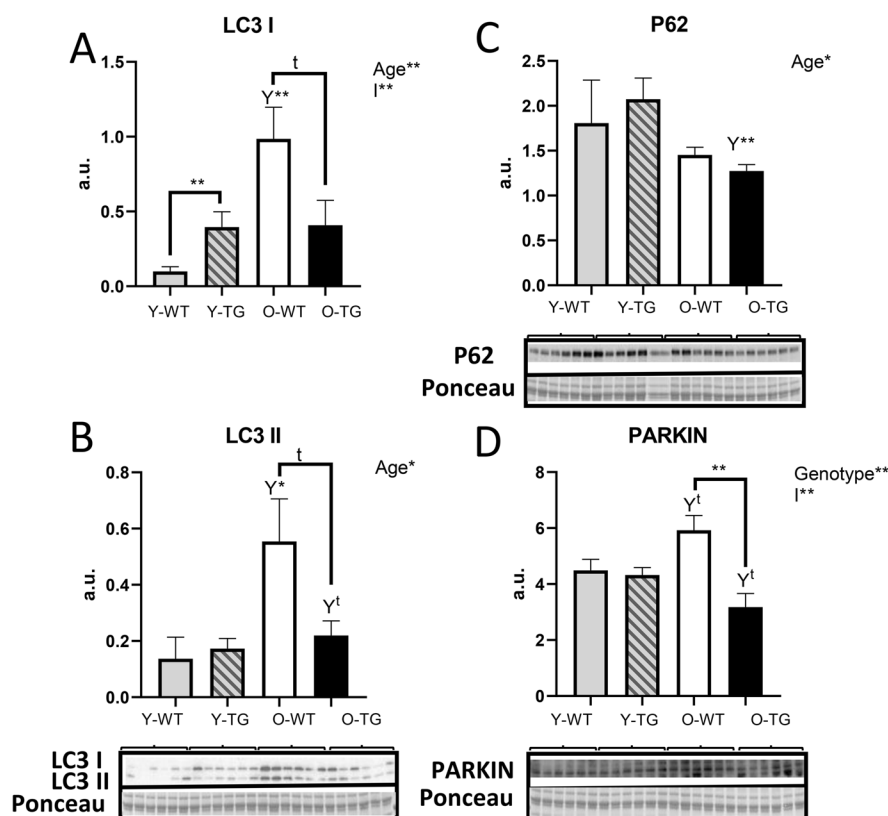 A
LC3 I
1.5
1.0
0.5
0.0
a.u.
Age**
I**
**
Y**
t
Y-WT
Y-TG
O-WT
O-TG
C
P62
2.5
2.0
1.5
1.0
0.5
0.0
a.u.
Age*
Y**
Y-WT
Y-TG
O-WT
O-TG
P62
Ponceau
B
LC3 II
0.8
0.6
0.4
0.2
0.0
a.u.
Age*
Y*
t
Yᵗ
Y-WT
Y-TG
O-WT
O-TG
LC3 I
LC3 II
Ponceau
D
PARKIN
8
6
4
2
0
a.u.
Genotype**
I**
**
Yᵗ
Yᵗ
Y-WT
Y-TG
O-WT
O-TG
PARKIN
Ponceau